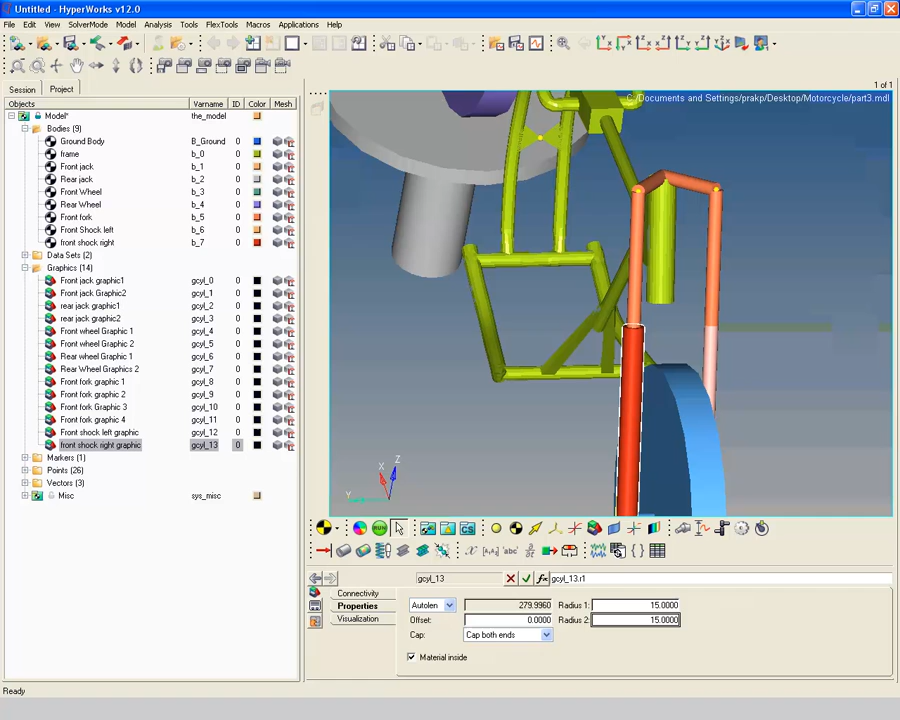 Untitled - HyperWorks v12.0
File Edit View SolverMode Model Analysis Tools FlexTools Macros Applications Help
1 of 1
Session Project
C:/Documents and Settings/prakp/Desktop/Motorcycle/part3.mdl
Objects Varname ID Color Mesh
Model* the_model
Bodies (9)
Ground Body B_Ground 0
frame b_0 0
Front jack b_1 0
Rear jack b_2 0
Front Wheel b_3 0
Rear Wheel b_4 0
Front fork b_5 0
Front Shock left b_6 0
front shock right b_7 0
Data Sets (2)
Graphics (14)
Front jack graphic1 gcyl_0 0
Front jack Graphic2 gcyl_1 0
rear jack graphic1 gcyl_2 0
rear jack graphic2 gcyl_3 0
Front wheel Graphic 1 gcyl_4 0
Front wheel Graphic 2 gcyl_5 0
Rear wheel Graphic 1 gcyl_6 0
Rear Wheel Graphics 2 gcyl_7 0
Front fork graphic 1 gcyl_8 0
Front fork graphic 2 gcyl_9 0
Front fork Graphic 3 gcyl_10 0
Front fork graphic 4 gcyl_11 0
Front shock left graphic gcyl_12 0
front shock right graphic gcyl_13 0
Markers (1)
Points (26)
Vectors (3)
Misc sys_misc
X Z
Y
RUN CS
x [A,A] 'abc' { }
gcyl_13 fx gcyl_13.r1
Connectivity
Properties
Visualization
Autolen 279.9960 Radius 1: 15.0000
Offset: 0.0000 Radius 2: 15.0000
Cap: Cap both ends
Material inside
Ready